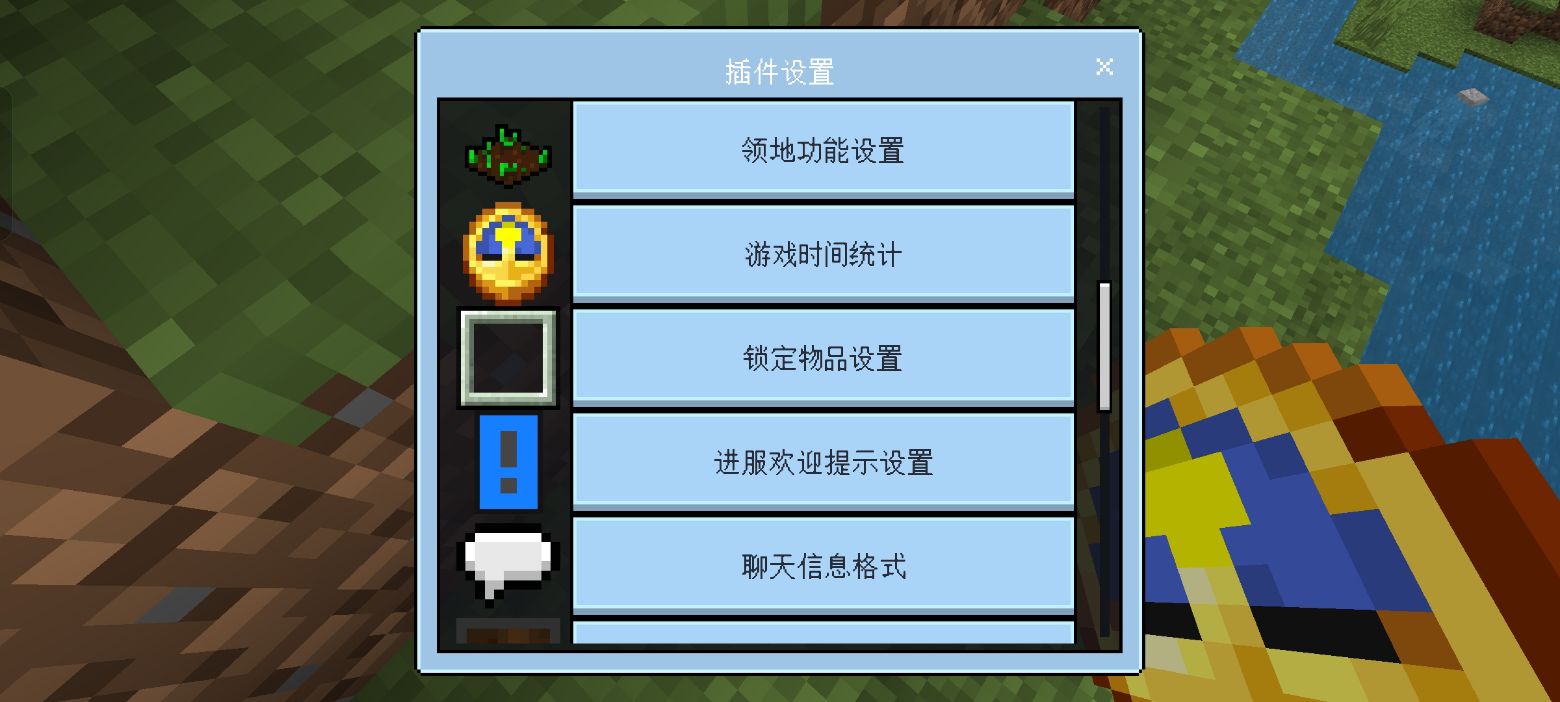 插件设置
领地功能设置
游戏时间统计
锁定物品设置
进服欢迎提示设置
聊天信息格式